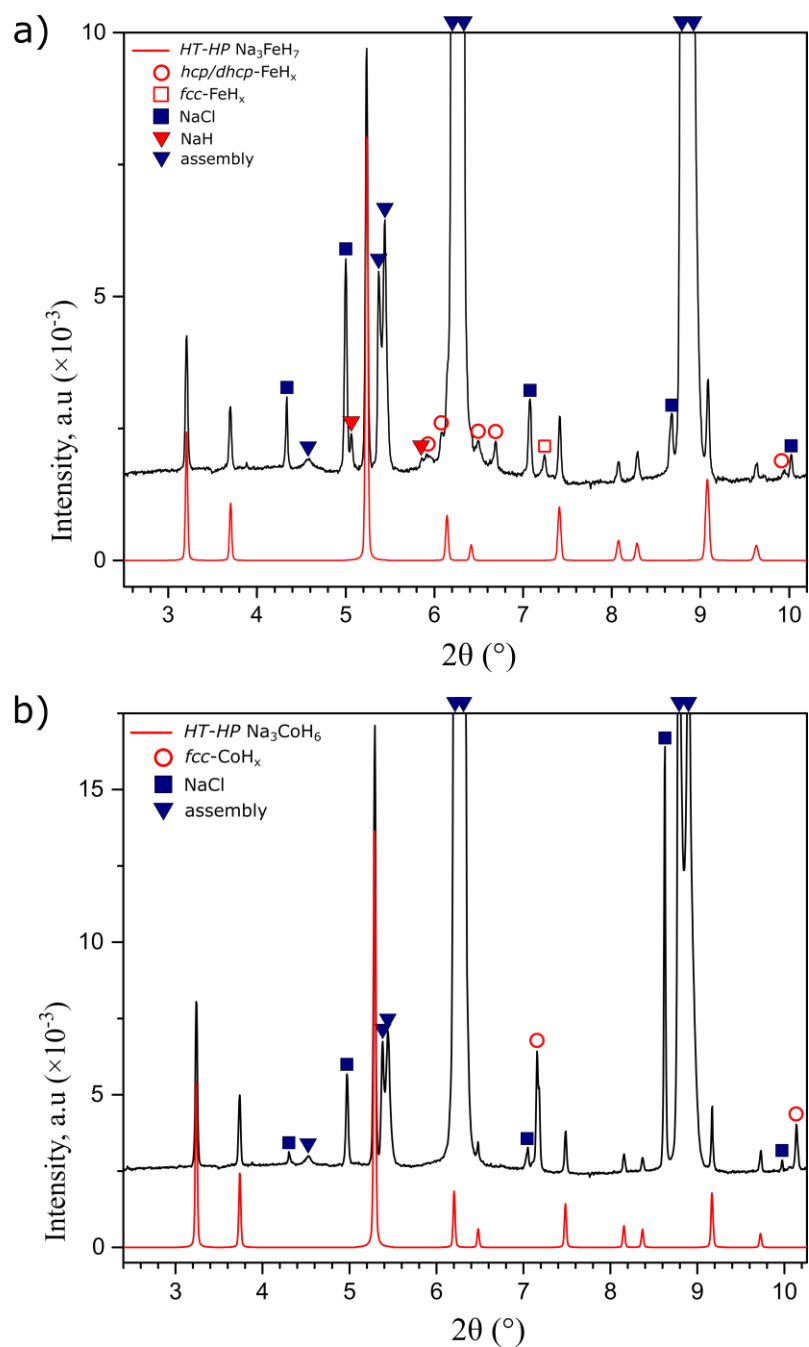 a)
10
5
0
Intensity, a.u (×10⁻³)
HT-HP Na₃FeH₇
hcp/dhcp-FeHₓ
fcc-FeHₓ
NaCl
NaH
assembly
3 4 5 6 7 8 9 10
2θ (°)
b)
15
10
5
0
Intensity, a.u (×10⁻³)
HT-HP Na₃CoH₆
fcc-CoHₓ
NaCl
assembly
3 4 5 6 7 8 9 10
2θ (°)